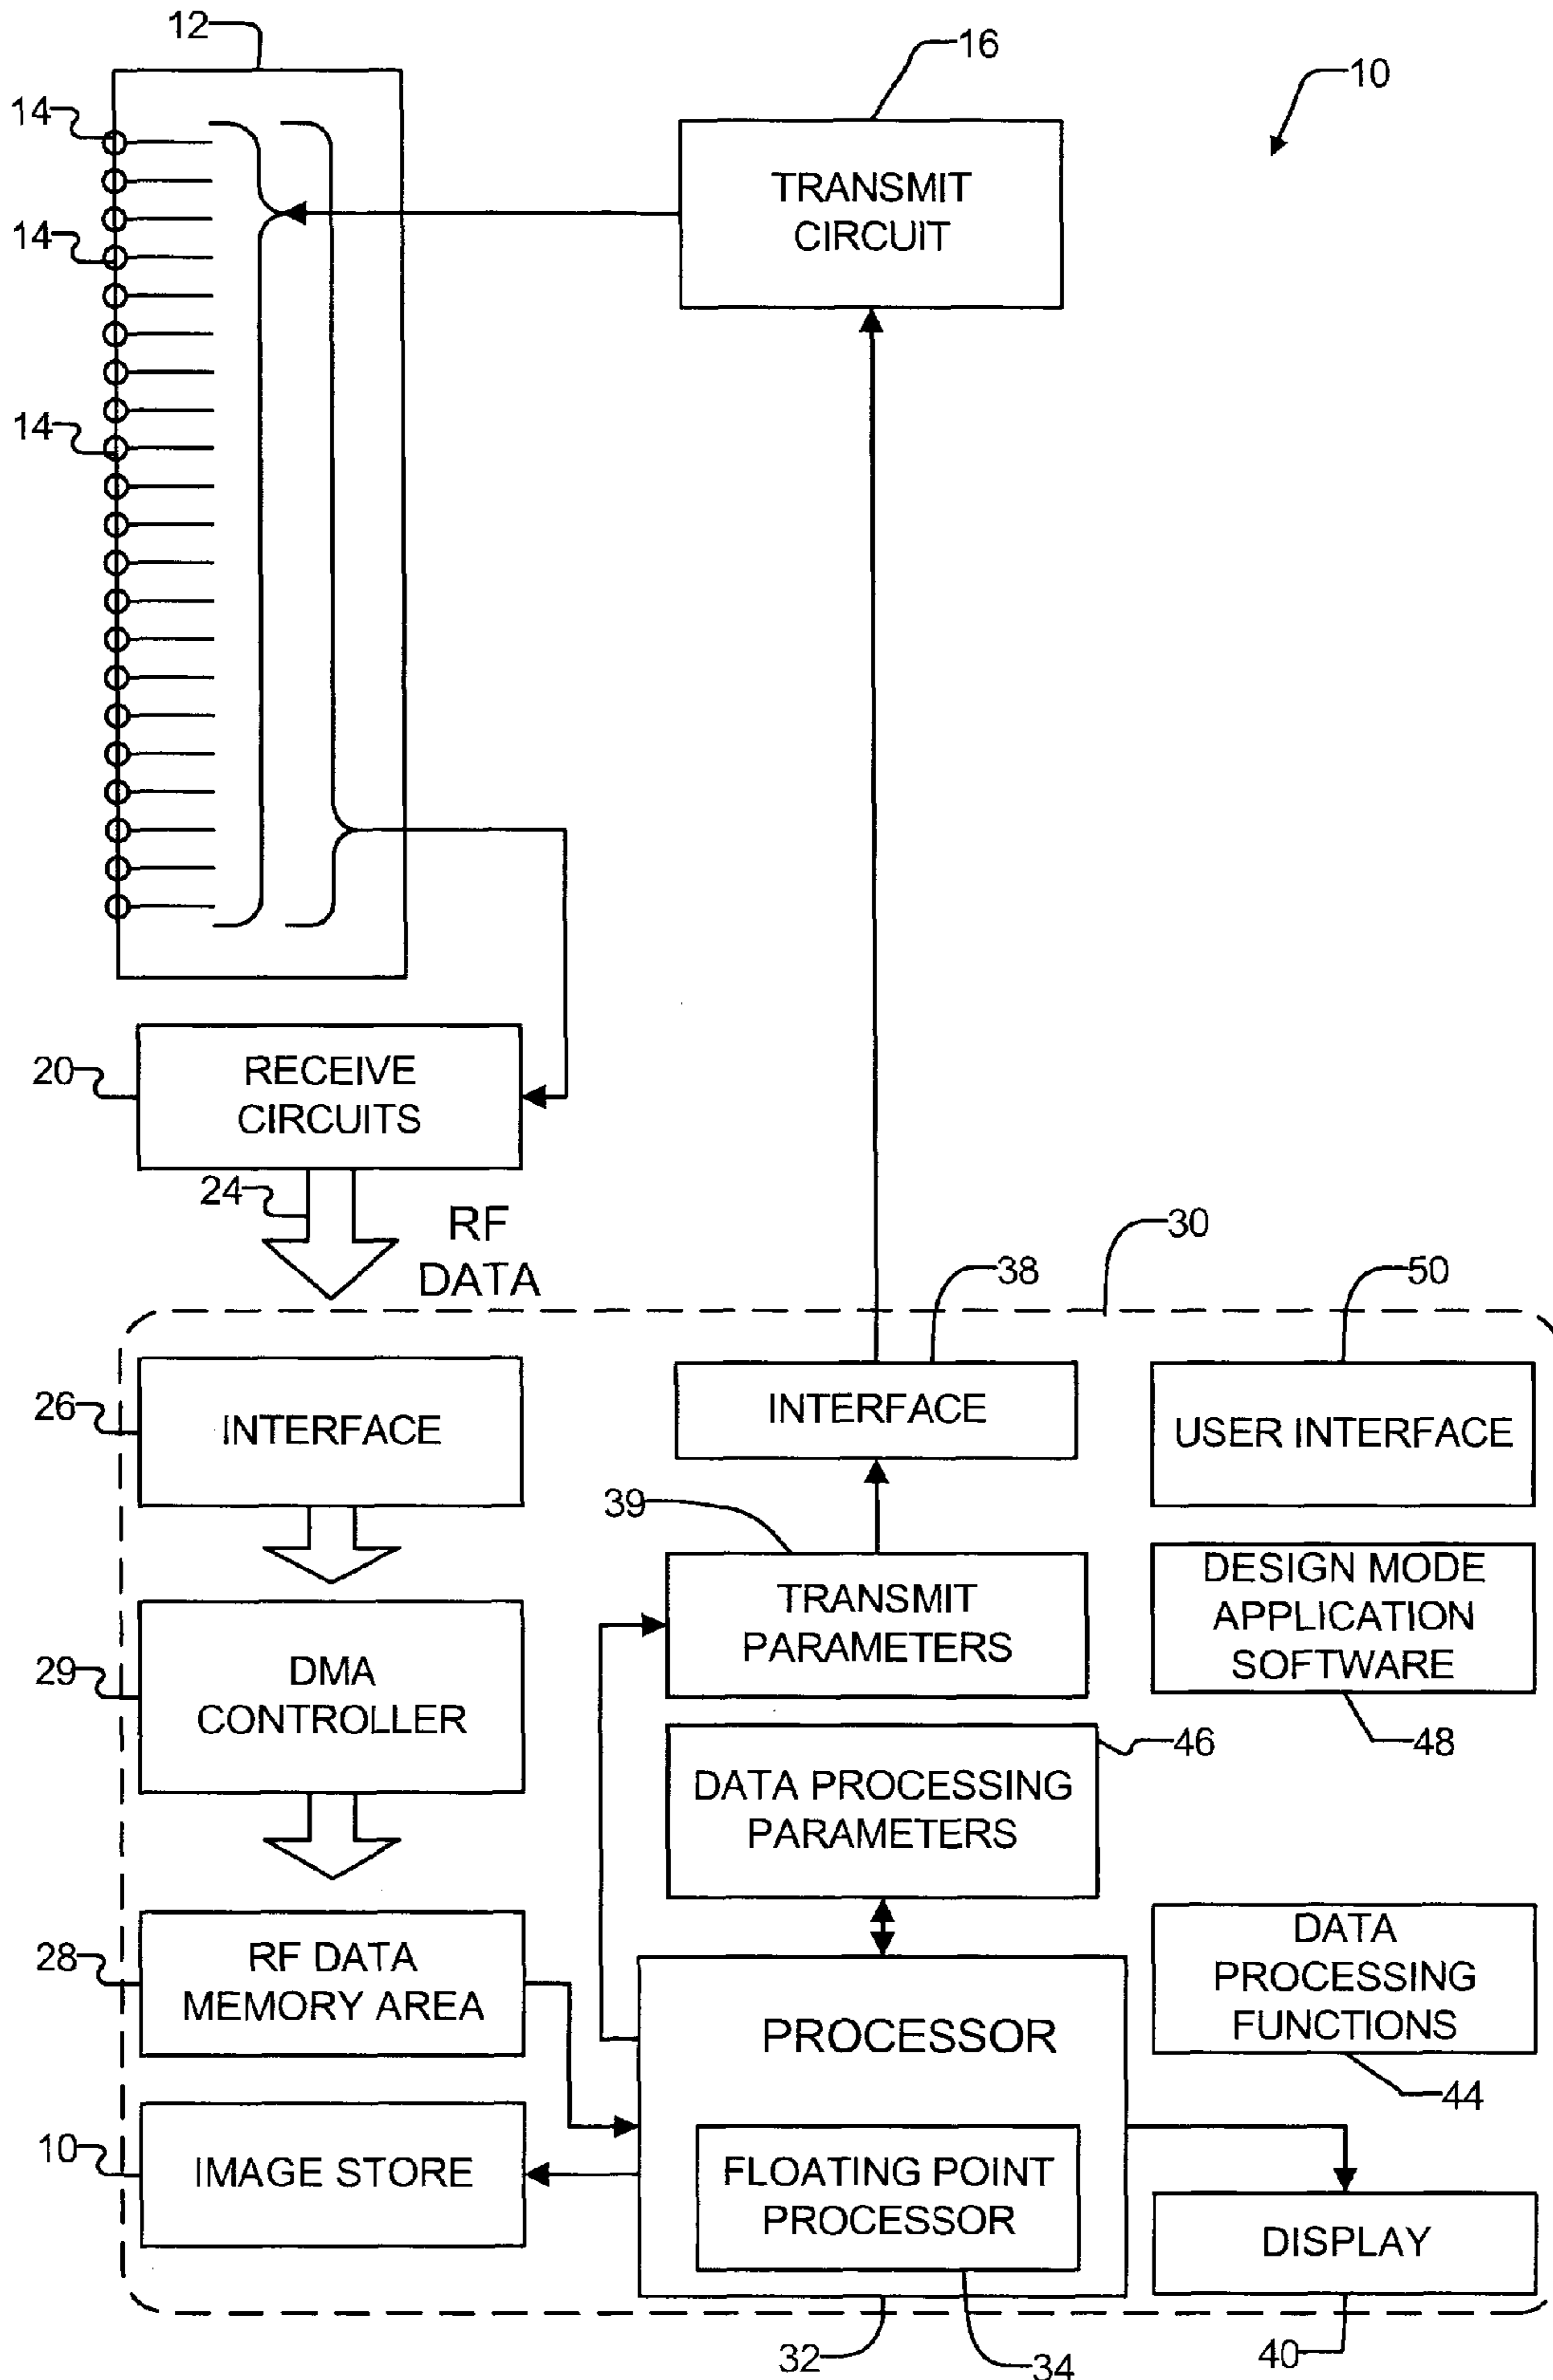 12
16
10
14
TRANSMIT
CIRCUIT
14
14
20
RECEIVE
CIRCUITS
24
RF
DATA
30
38
50
26
INTERFACE
INTERFACE
USER INTERFACE
39
29
DMA
CONTROLLER
TRANSMIT
PARAMETERS
DESIGN MODE
APPLICATION
SOFTWARE
48
46
DATA PROCESSING
PARAMETERS
28
RF DATA
MEMORY AREA
PROCESSOR
DATA
PROCESSING
FUNCTIONS
44
10
IMAGE STORE
FLOATING POINT
PROCESSOR
DISPLAY
32
34
40